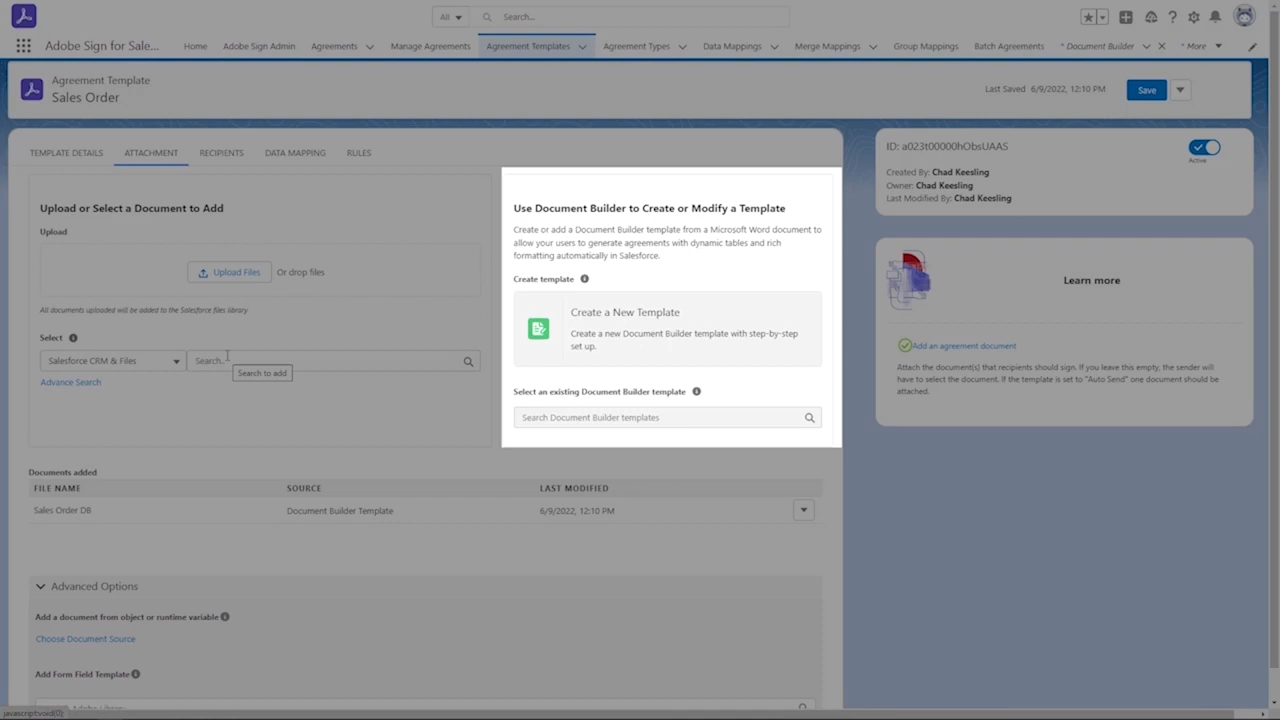 All
Search...
Adobe Sign for Sale...
Home
Adobe Sign Admin
Agreements
Manage Agreements
Agreement Templates
Agreement Types
Data Mappings
Merge Mappings
Group Mappings
Batch Agreements
* Document Builder
* More
Agreement Template
Sales Order
Last Saved 6/9/2022, 12:10 PM
Save
TEMPLATE DETAILS
ATTACHMENT
RECIPIENTS
DATA MAPPING
RULES
Upload or Select a Document to Add
Upload
Upload Files
Or drop files
All documents uploaded will be added to the Salesforce files library
Select
Salesforce CRM & Files
Search..
Search to add
Advance Search
Use Document Builder to Create or Modify a Template
Create or add a Document Builder template from a Microsoft Word document to
allow your users to generate agreements with dynamic tables and rich
formatting automatically in Salesforce.
Create template
Create a New Template
Create a new Document Builder template with step-by-step
set up.
Select an existing Document Builder template
Search Document Builder templates
Documents added
FILE NAME
SOURCE
LAST MODIFIED
Sales Order DB
Document Builder Template
6/9/2022, 12:10 PM
Advanced Options
Add a document from object or runtime variable
Choose Document Source
Add Form Field Template
Adobe Library
javascript:void(0);
ID: a023t00000hObsUAAS
Active
Created By: Chad Keesling
Owner: Chad Keesling
Last Modified By: Chad Keesling
Learn more
Add an agreement document
Attach the document(s) that recipients should sign. If you leave this empty, the sender will
have to select the document. If the template is set to "Auto Send" one document should be
attached.